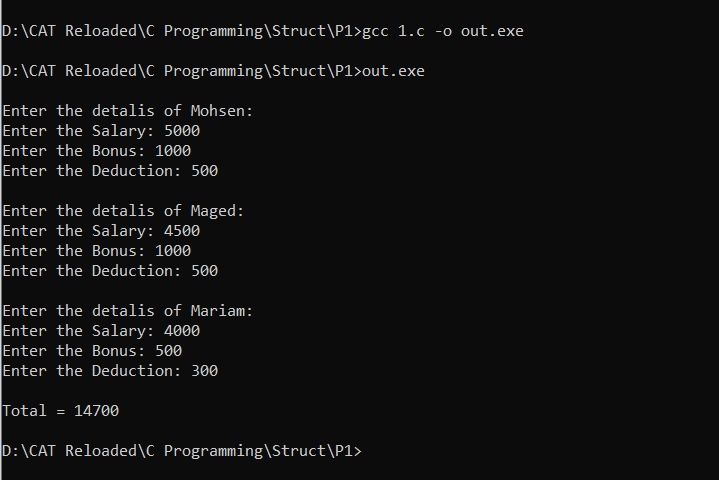 D:\CAT Reloaded\C Programming\Struct\P1>gcc 1.c -o out.exe
D:\CAT Reloaded\C Programming\Struct\P1>out.exe
Enter the detalis of Mohsen:
Enter the Salary: 5000
Enter the Bonus: 1000
Enter the Deduction: 500
Enter the detalis of Maged:
Enter the Salary: 4500
Enter the Bonus: 1000
Enter the Deduction: 500
Enter the detalis of Mariam:
Enter the Salary: 4000
Enter the Bonus: 500
Enter the Deduction: 300
Total = 14700
D:\CAT Reloaded\C Programming\Struct\P1>